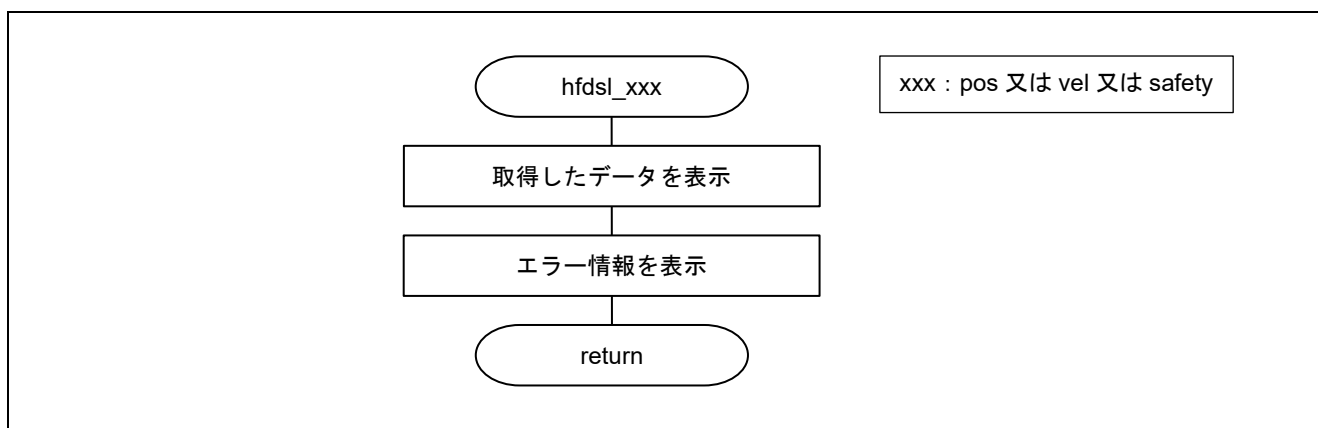 hfdsl_xxx
xxx：pos 又は vel 又は safety
取得したデータを表示
エラー情報を表示
return